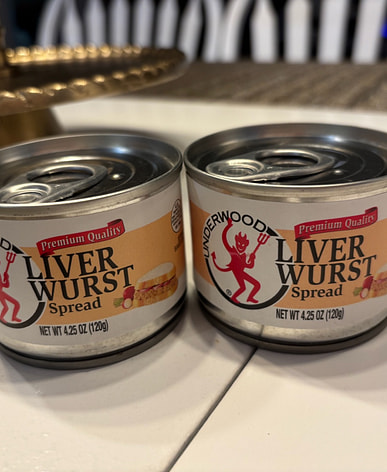 Premium Quality
LIVER
WURST
Spread
NET WT 4.25 OZ (120g)
UNDERWOOD
®
Premium Quality
LIVER
WURST
Spread
NET WT 4.25 OZ (120g)